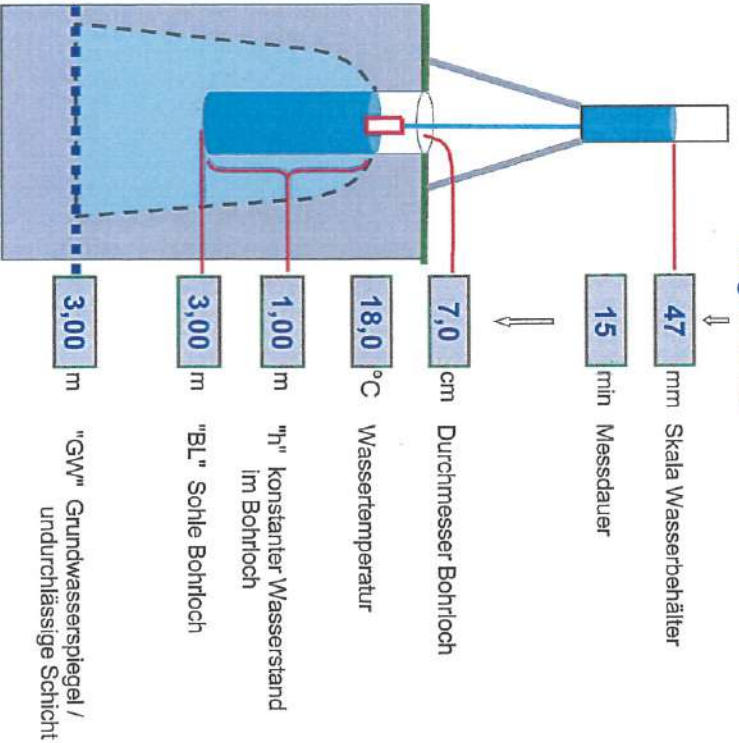 47 mm Skala Wasserbehälter
15 min Messdauer
7,0 cm Durchmesser Bohrloch
18,0 °C Wassertemperatur
1,00 m "h" konstanter Wasserstand
im Bohrloch
3,00 m "BL" Sohle Bohrloch
3,00 m "GW" Grundwasserspiegel /
undurchlässige Schicht